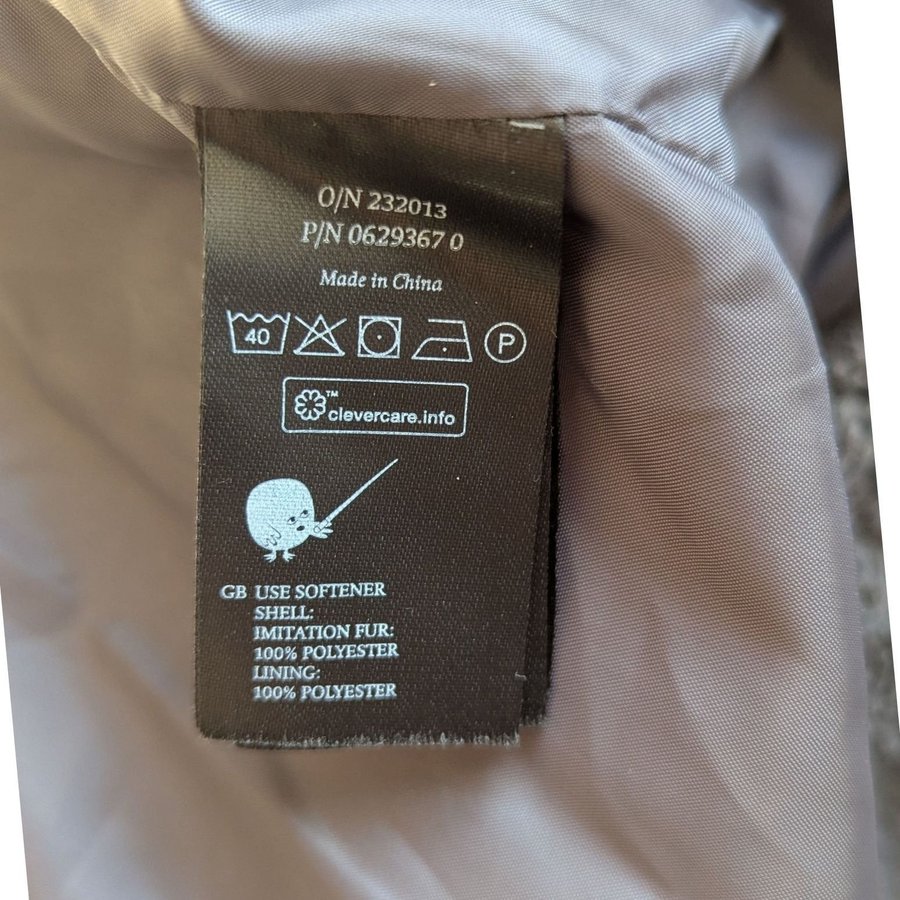 O/N 232013
P/N 0629367 0
Made in China
40 P
™ clevercare.info
GB USE SOFTENER
SHELL:
IMITATION FUR:
100% POLYESTER
LINING:
100% POLYESTER